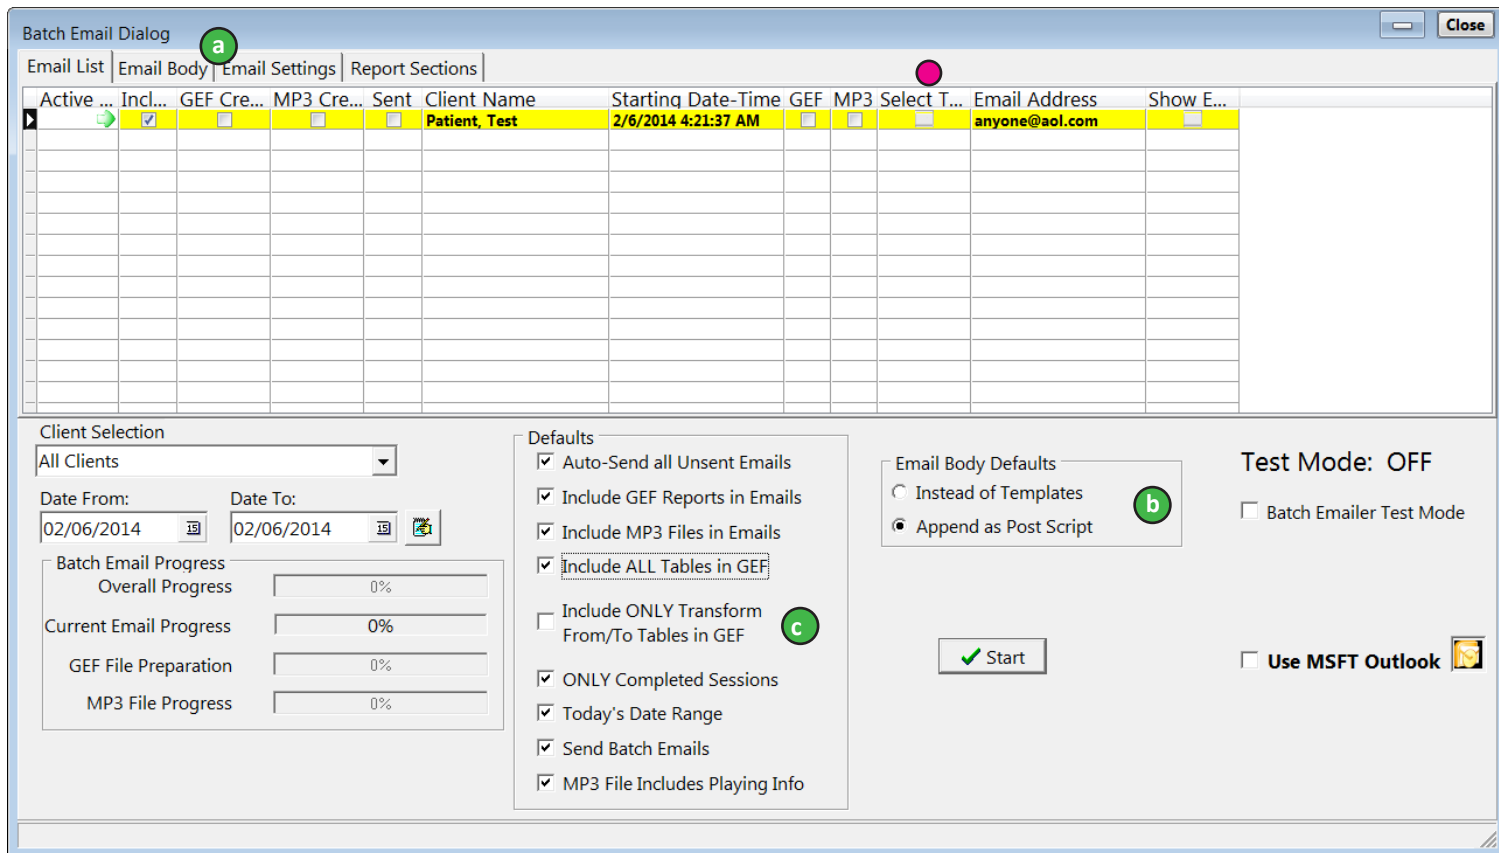 Batch Email Dialog
Close
a
Email List Email Body Email Settings Report Sections
Active ... Incl... GEF Cre... MP3 Cre... Sent Client Name Starting Date-Time GEF MP3 Select T... Email Address Show E...
Patient, Test 2/6/2014 4:21:37 AM anyone@aol.com
Client Selection
All Clients
Date From: Date To:
02/06/2014 15 02/06/2014 15
Batch Email Progress
Overall Progress 0%
Current Email Progress 0%
GEF File Preparation 0%
MP3 File Progress 0%
Defaults
Auto-Send all Unsent Emails
Include GEF Reports in Emails
Include MP3 Files in Emails
Include ALL Tables in GEF
Include ONLY Transform
From/To Tables in GEF
c
ONLY Completed Sessions
Today's Date Range
Send Batch Emails
MP3 File Includes Playing Info
Email Body Defaults
Instead of Templates
Append as Post Script
b
Start
Test Mode: OFF
Batch Emailer Test Mode
Use MSFT Outlook